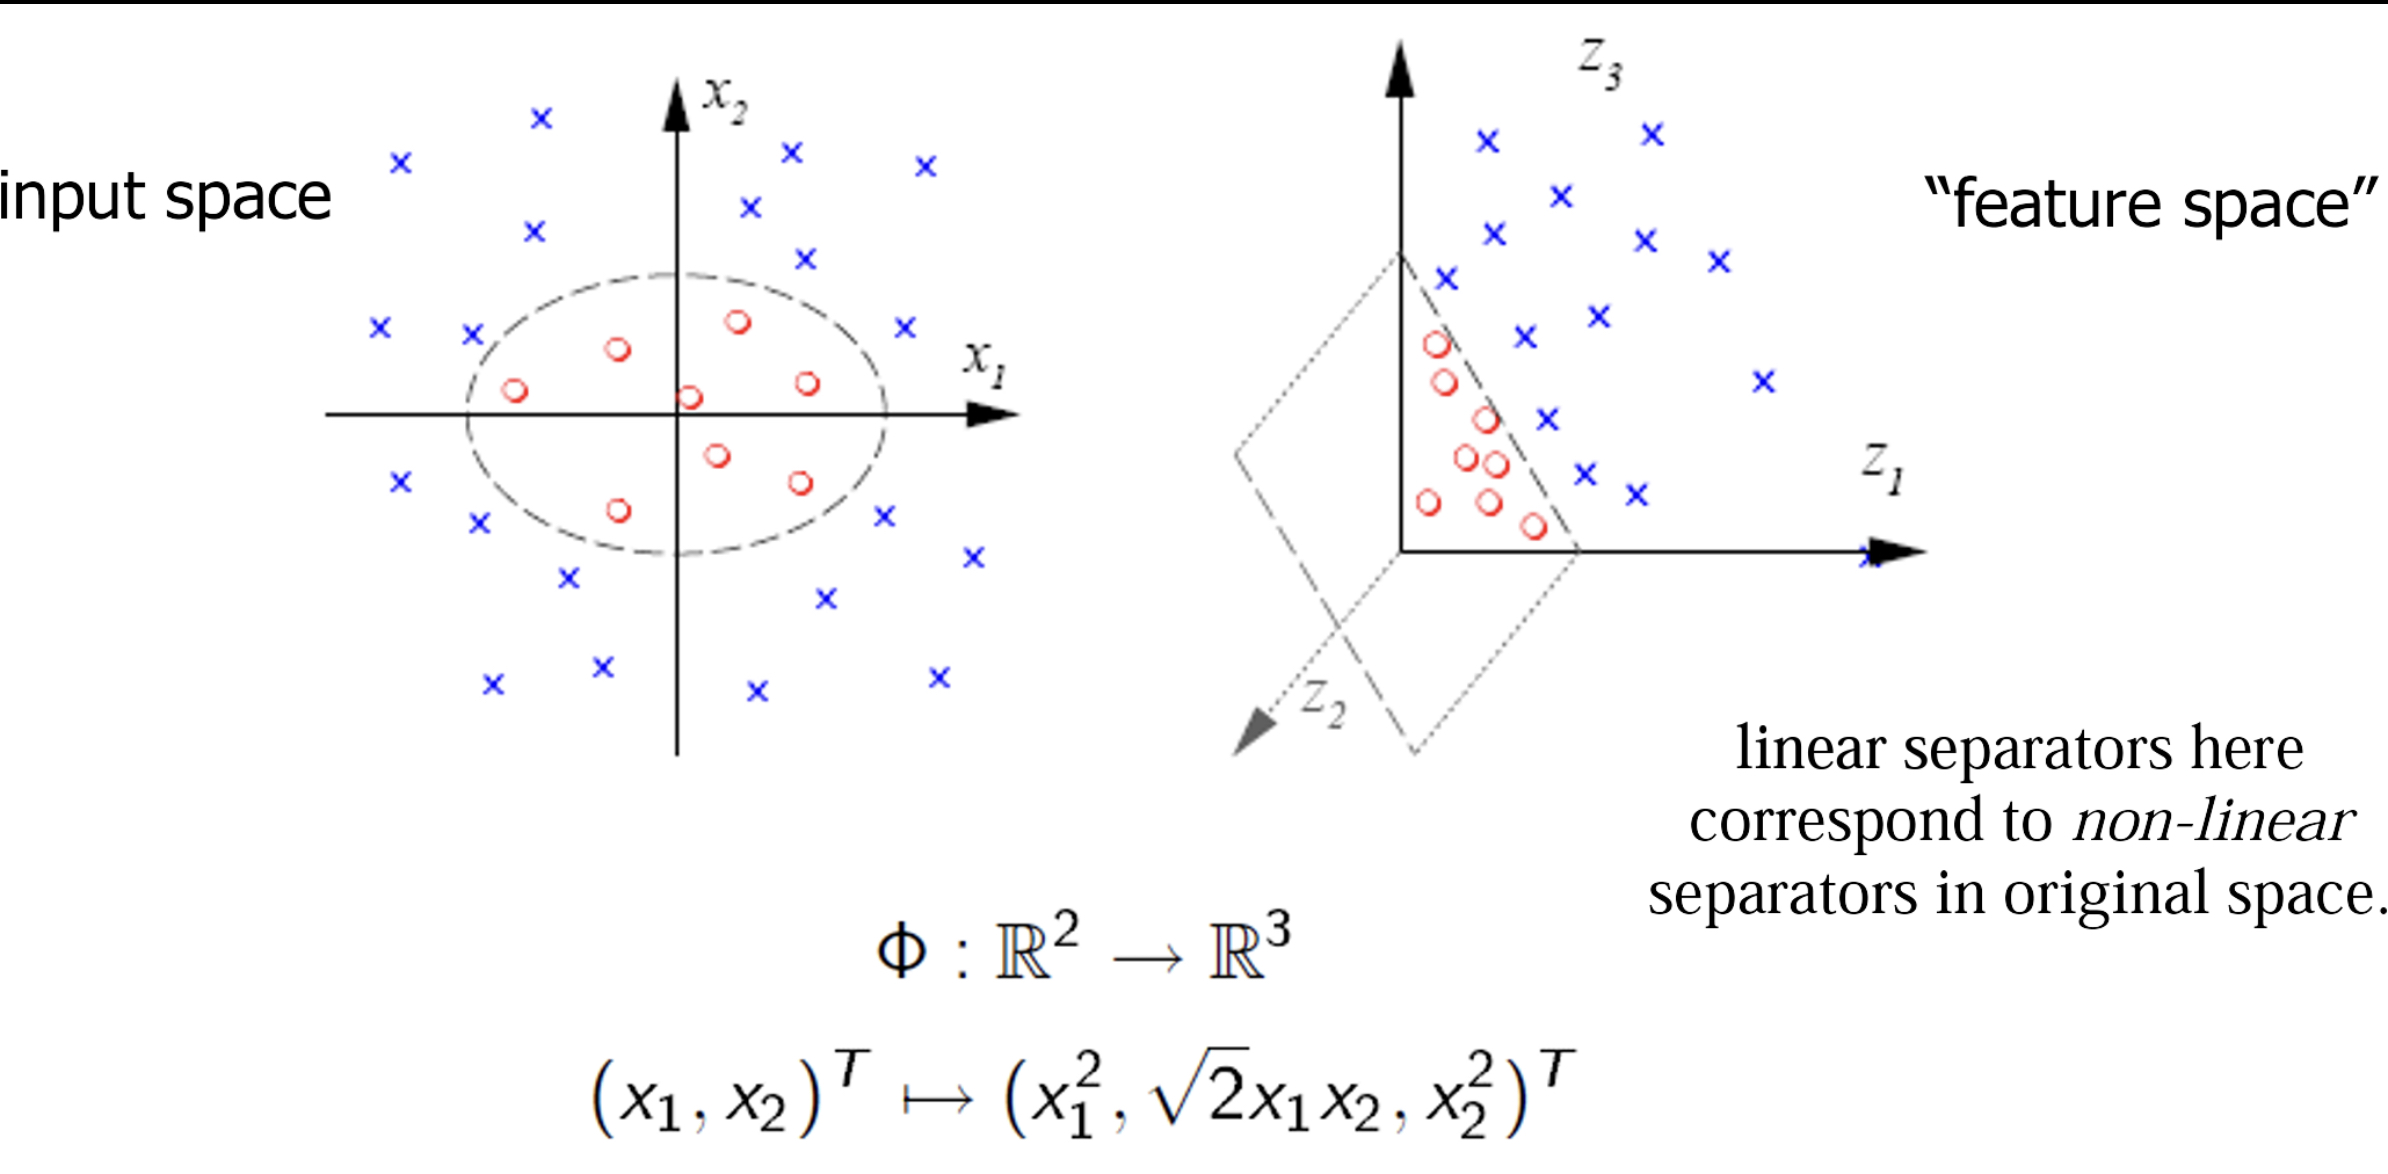 z₃
x₂
input space
“feature space”
x₁
z₁
z₂
linear separators here
correspond to non-linear
separators in original space.
Φ : ℝ² → ℝ³
(x₁, x₂)ᵀ ↦ (x₁², √2x₁x₂, x₂²)ᵀ